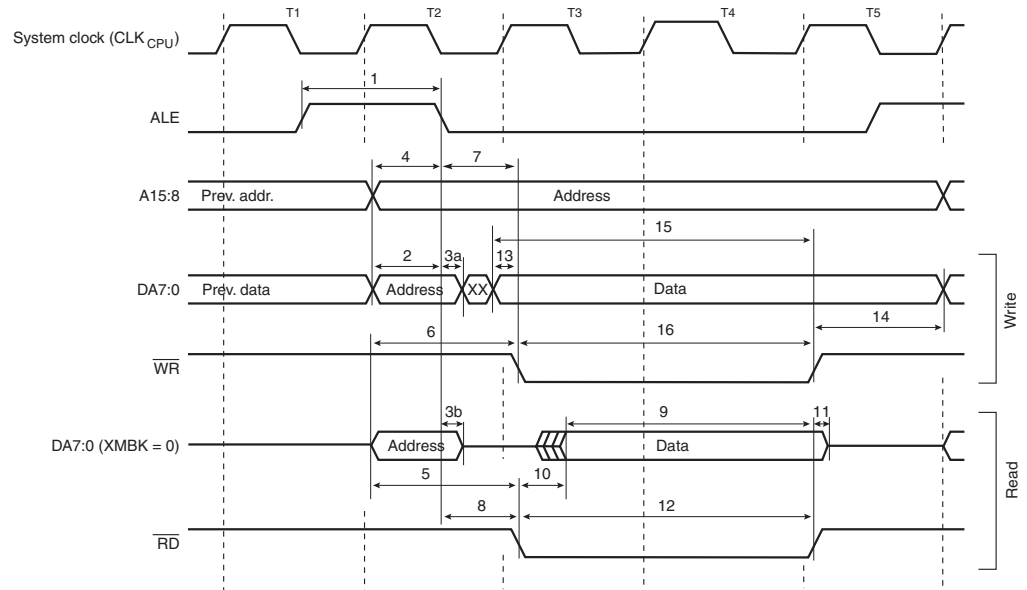 T1 T2 T3 T4 T5
System clock (CLK CPU)
1
ALE
4 7
A15:8 Prev. addr. Address
15
2 3a 13
DA7:0 Prev. data Address XX Data
14
6 16
WR
Write
3b 9 11
DA7:0 (XMBK = 0) Address Data
5 10
8 12
RD
Read